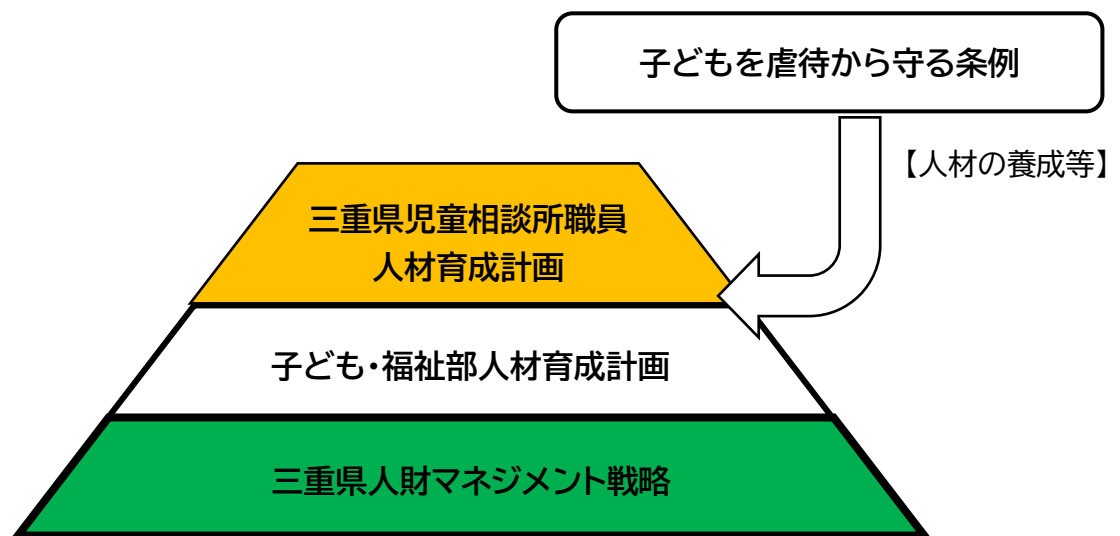 子どもを虐待から守る条例
【人材の養成等】
三重県児童相談所職員
人材育成計画
子ども・福祉部人材育成計画
三重県人財マネジメント戦略